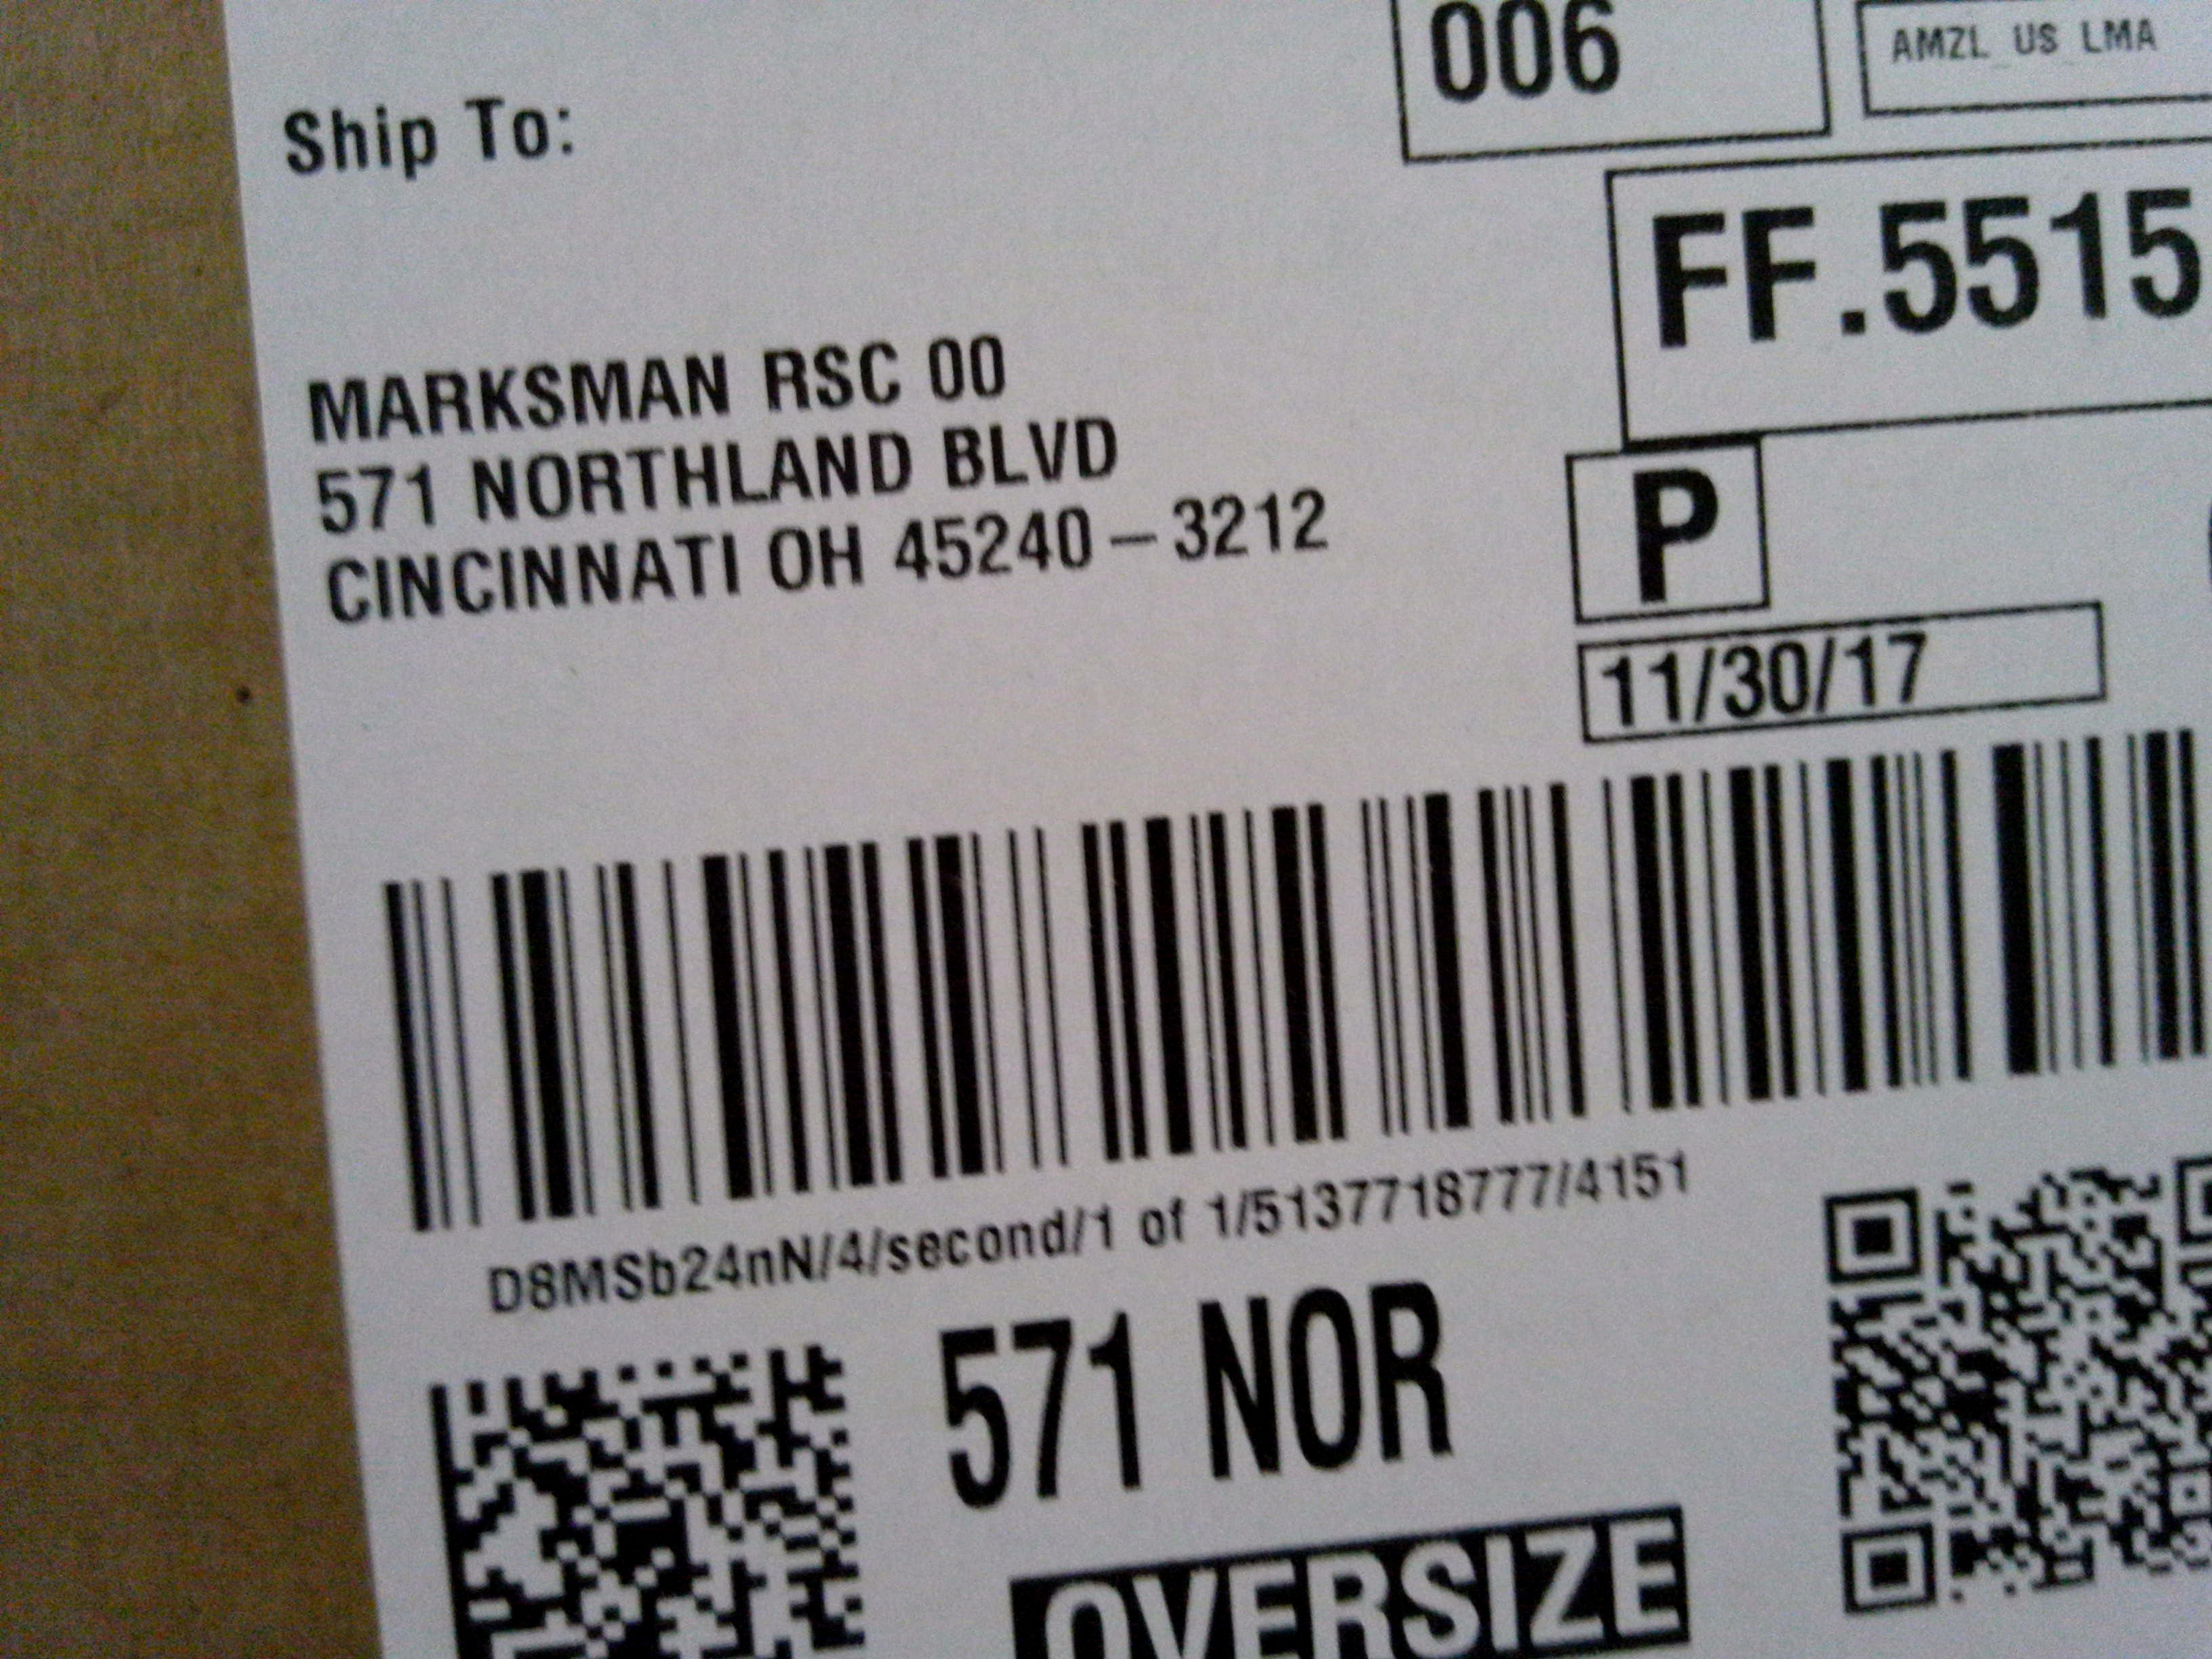 006
AMZL_US_LMA
Ship To:
FF.5515
MARKSMAN RSC 00
571 NORTHLAND BLVD
CINCINNATI OH 45240-3212
P
11/30/17
D8MSb24nN/4/second/1 of 1/5137718777/4151
571 NOR
OVERSIZE